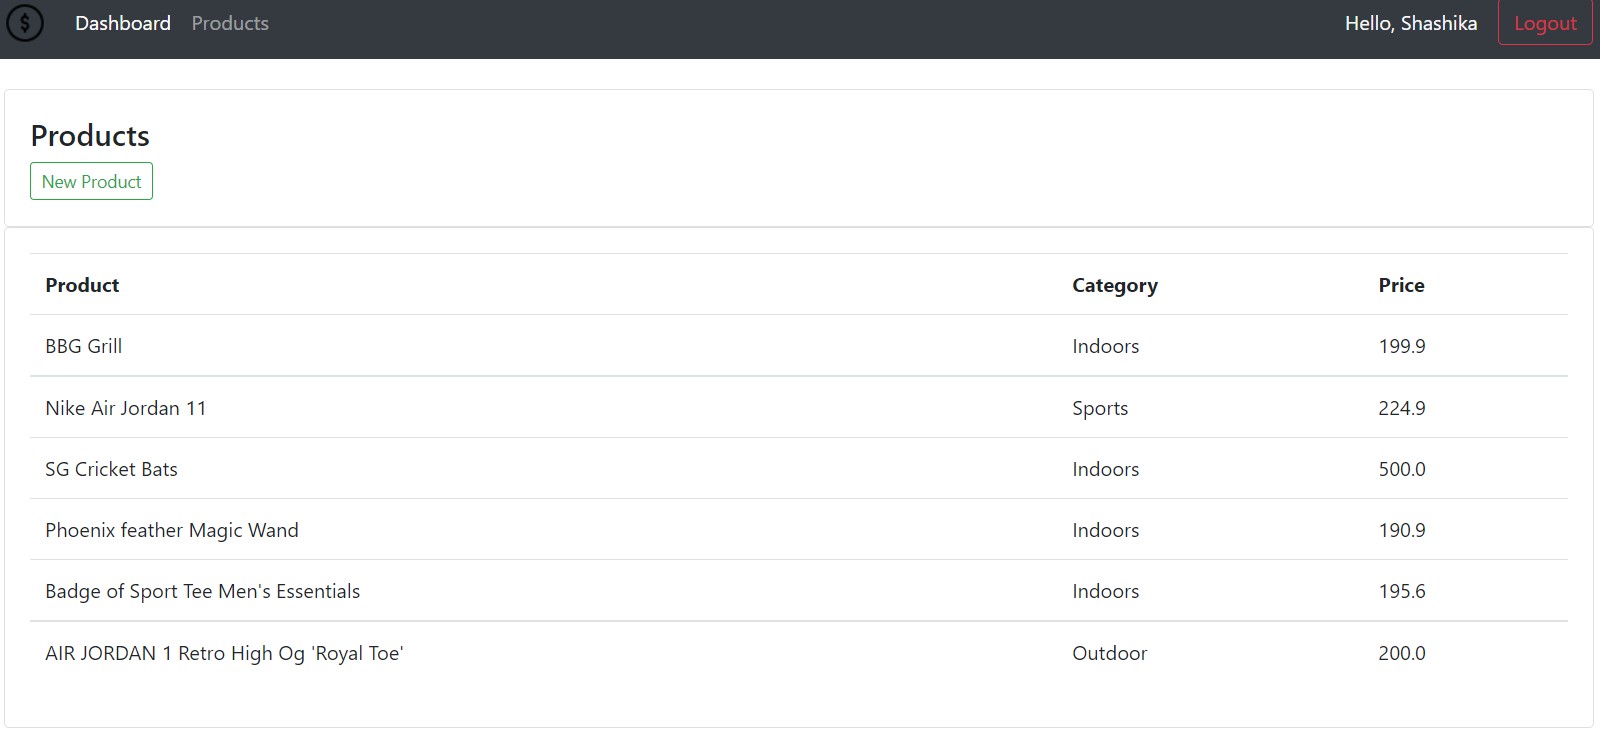 $ Dashboard Products Hello, Shashika Logout
Products
New Product
Product Category Price
BBG Grill Indoors 199.9
Nike Air Jordan 11 Sports 224.9
SG Cricket Bats Indoors 500.0
Phoenix feather Magic Wand Indoors 190.9
Badge of Sport Tee Men's Essentials Indoors 195.6
AIR JORDAN 1 Retro High Og 'Royal Toe' Outdoor 200.0